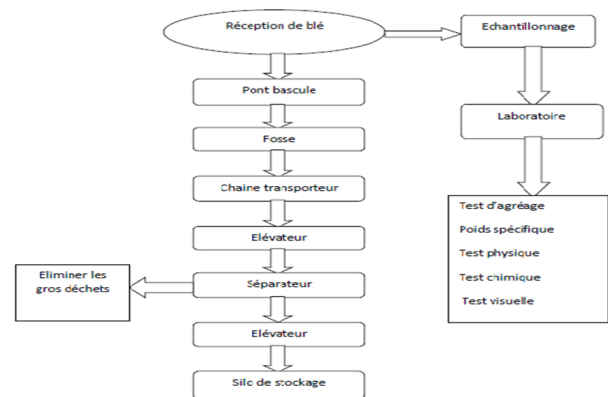 Réception de blé
Echantillonnage
Pont bascule
Laboratoire
Fosse
Chaine transporteur
Test d'agréage
Poids spécifique
Test physique
Test chimique
Test visuelle
Elévateur
Eliminer les
gros déchets
Séparateur
Elévateur
Silo de stockage